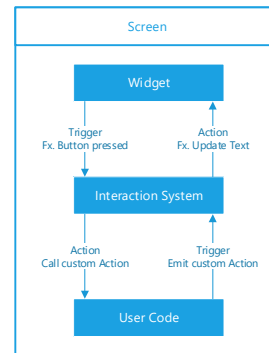 Screen
Widget
Trigger
Fx. Button pressed
Action
Fx. Update Text
Interaction System
Action
Call custom Action
Trigger
Emit custom Action
User Code